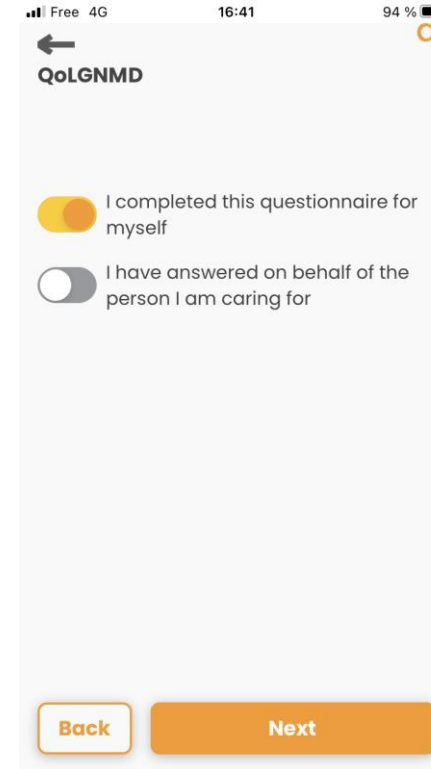 Free 4G 16:41 94 %
QoLGNMD
I completed this questionnaire for
myself
I have answered on behalf of the
person I am caring for
Back Next